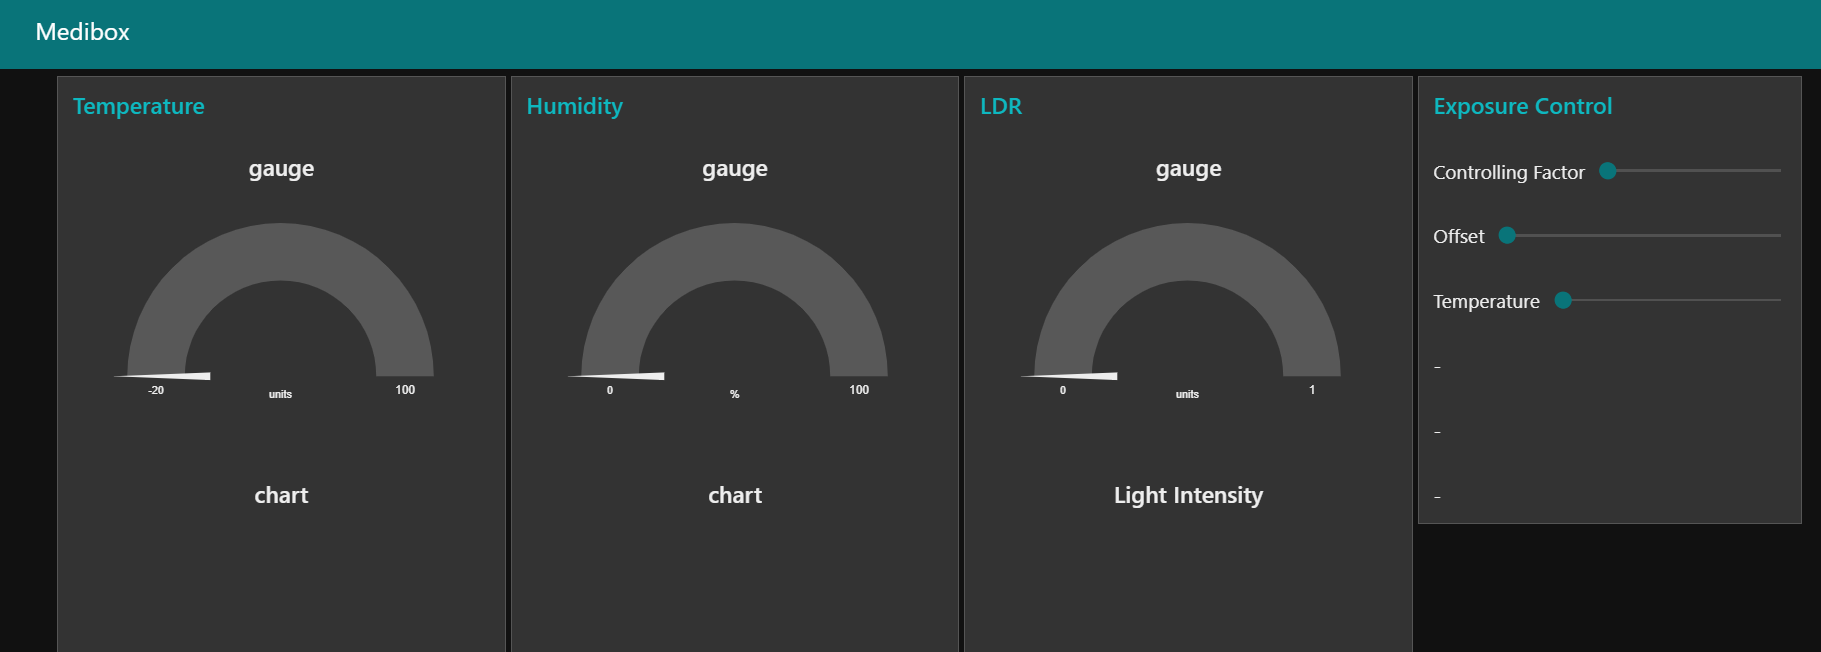 Medibox
Temperature
gauge
-20
units
100
chart
Humidity
gauge
0
%
100
chart
LDR
gauge
0
units
1
Light Intensity
Exposure Control
Controlling Factor
Offset
Temperature
-
-
-